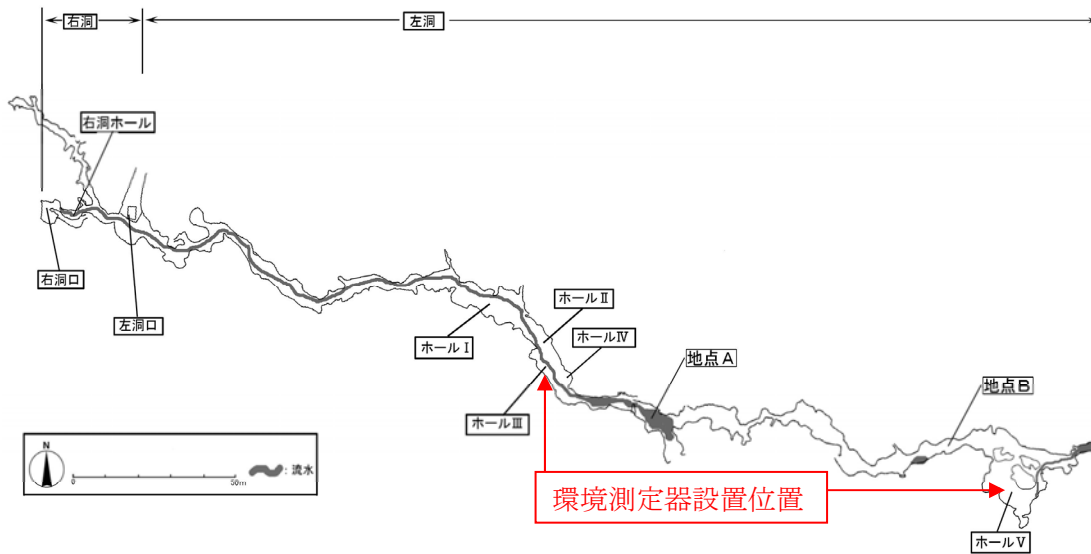 右洞
左洞
右洞ホール
右洞口
左洞口
ホールⅠ
ホールⅡ
ホールⅣ
ホールⅢ
地点A
地点B
N
0
50m
: 流水
環境測定器設置位置
ホールⅤ